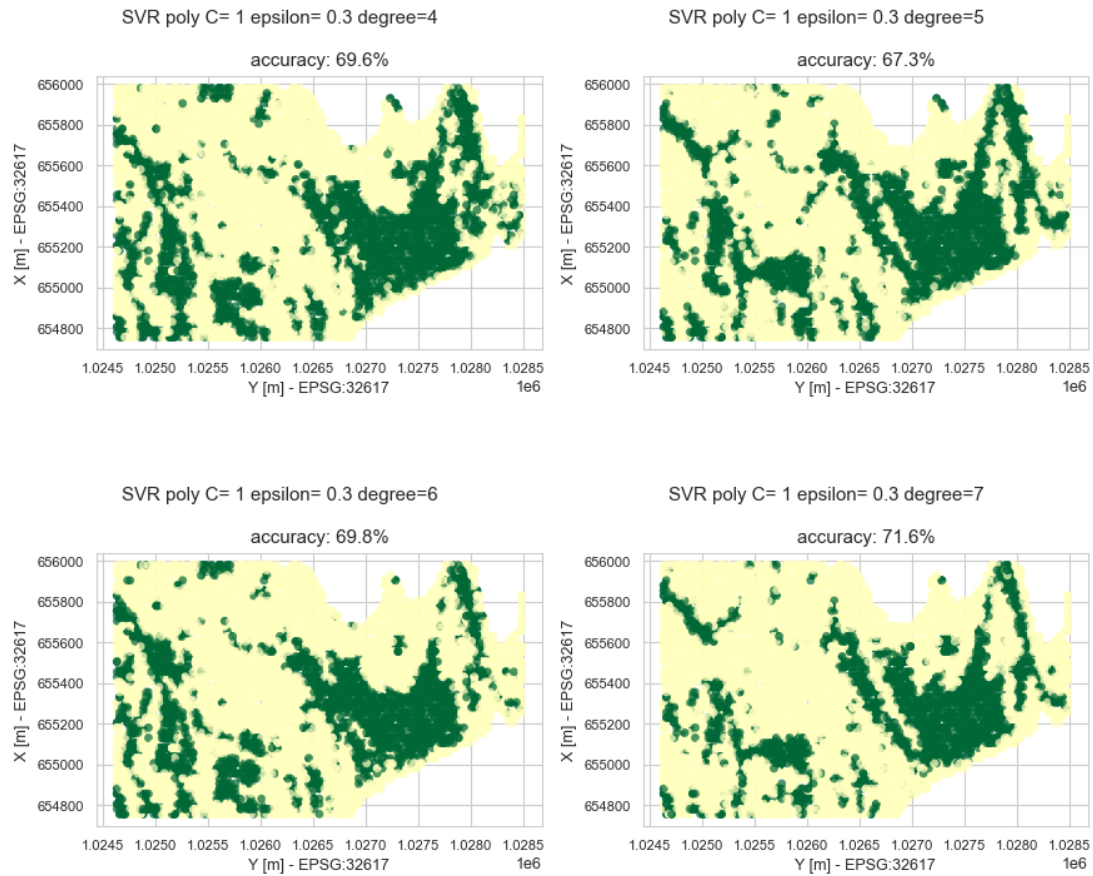 SVR poly C= 1 epsilon= 0.3 degree=4
accuracy: 69.6%
656000
655800
655600
655400
655200
655000
654800
X [m] - EPSG:32617
1.0245 1.0250 1.0255 1.0260 1.0265 1.0270 1.0275 1.0280 1.0285
1e6
Y [m] - EPSG:32617
SVR poly C= 1 epsilon= 0.3 degree=5
accuracy: 67.3%
656000
655800
655600
655400
655200
655000
654800
X [m] - EPSG:32617
1.0245 1.0250 1.0255 1.0260 1.0265 1.0270 1.0275 1.0280 1.0285
1e6
Y [m] - EPSG:32617
SVR poly C= 1 epsilon= 0.3 degree=6
accuracy: 69.8%
656000
655800
655600
655400
655200
655000
654800
X [m] - EPSG:32617
1.0245 1.0250 1.0255 1.0260 1.0265 1.0270 1.0275 1.0280 1.0285
1e6
Y [m] - EPSG:32617
SVR poly C= 1 epsilon= 0.3 degree=7
accuracy: 71.6%
656000
655800
655600
655400
655200
655000
654800
X [m] - EPSG:32617
1.0245 1.0250 1.0255 1.0260 1.0265 1.0270 1.0275 1.0280 1.0285
1e6
Y [m] - EPSG:32617